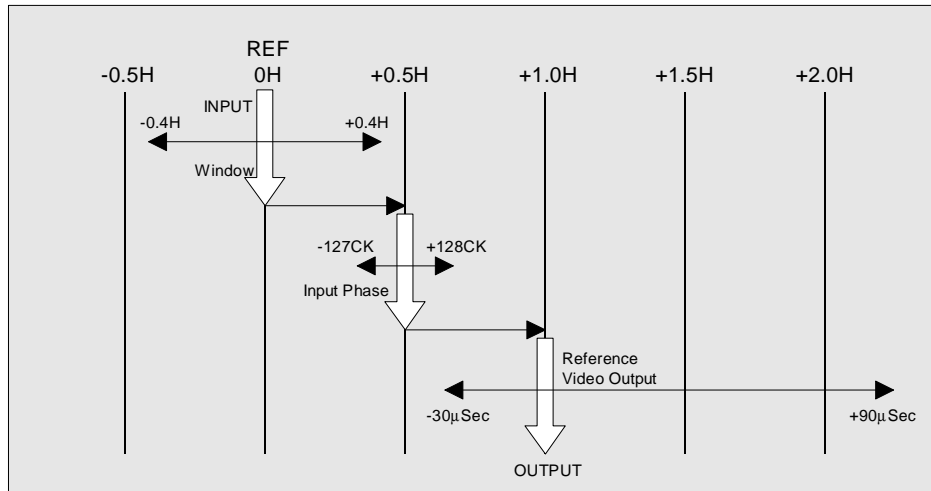 REF
-0.5H 0H +0.5H +1.0H +1.5H +2.0H
INPUT
-0.4H +0.4H
Window
-127CK +128CK
Input Phase
Reference
Video Output
-30µSec +90µSec
OUTPUT